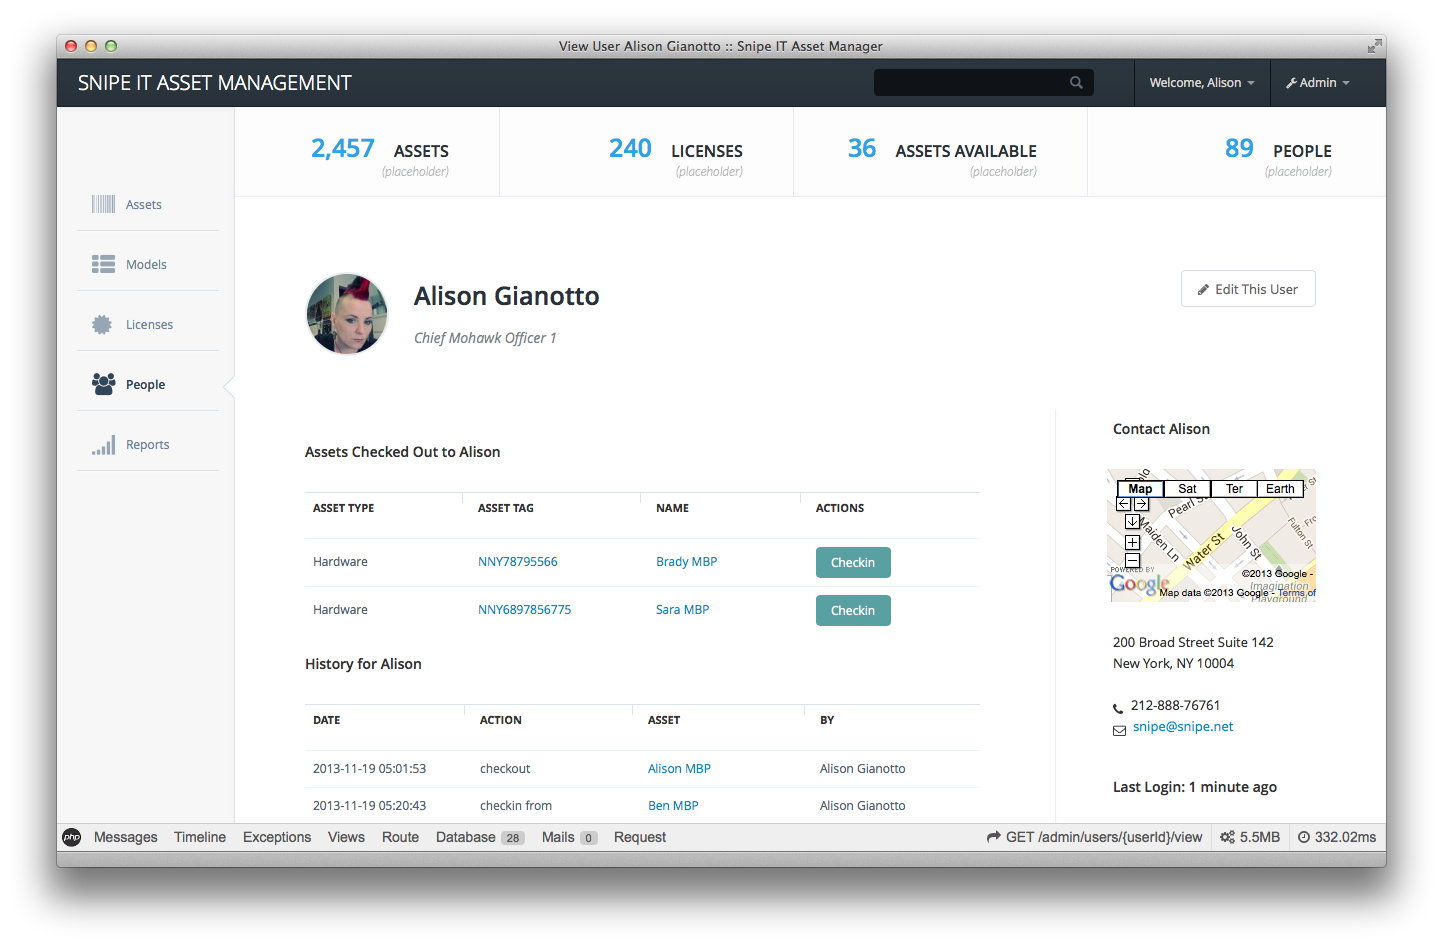 View User Alison Gianotto :: Snipe IT Asset Manager
SNIPE IT ASSET MANAGEMENT
Welcome, Alison
Admin
2,457 ASSETS
(placeholder)
240 LICENSES
(placeholder)
36 ASSETS AVAILABLE
(placeholder)
89 PEOPLE
(placeholder)
Assets
Models
Licenses
People
Reports
Alison Gianotto
Chief Mohawk Officer 1
Edit This User
Assets Checked Out to Alison
ASSET TYPE ASSET TAG NAME ACTIONS
Hardware NNY78795566 Brady MBP Checkin
Hardware NNY6897856775 Sara MBP Checkin
History for Alison
DATE ACTION ASSET BY
2013-11-19 05:01:53 checkout Alison MBP Alison Gianotto
2013-11-19 05:20:43 checkin from Ben MBP Alison Gianotto
Contact Alison
Map Sat Ter Earth
Pearl S
Maiden Ln
Water St
John St
Fulton St
POWERED BY
Google
©2013 Google -
Imagination
Playground
Map data ©2013 Google - Terms of
200 Broad Street Suite 142
New York, NY 10004
212-888-76761
snipe@snipe.net
Last Login: 1 minute ago
php Messages Timeline Exceptions Views Route Database 28 Mails 0 Request GET /admin/users/{userId}/view 5.5MB 332.02ms